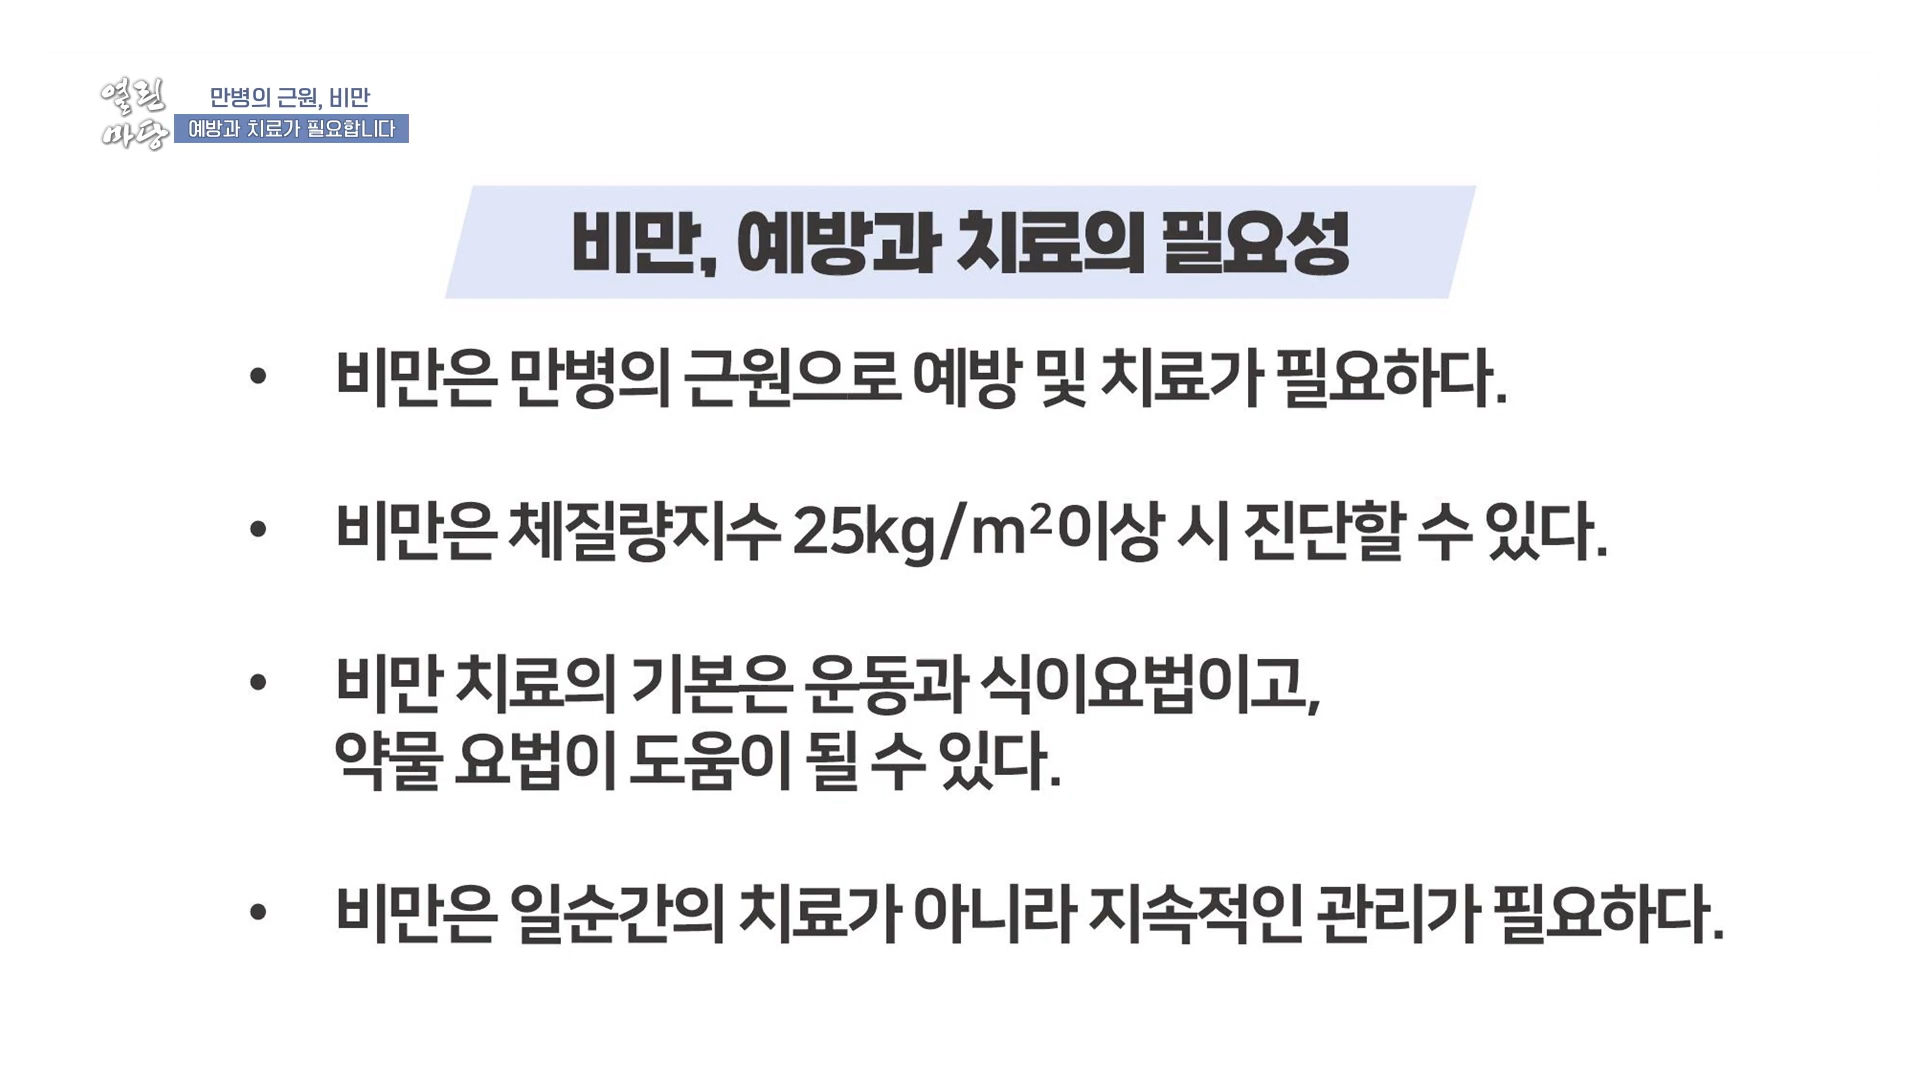 열린
마당
만병의 근원, 비만
예방과 치료가 필요합니다
비만, 예방과 치료의 필요성
• 비만은 만병의 근원으로 예방 및 치료가 필요하다.
• 비만은 체질량지수 25kg/m²이상 시 진단할 수 있다.
• 비만 치료의 기본은 운동과 식이요법이고,
약물 요법이 도움이 될 수 있다.
• 비만은 일순간의 치료가 아니라 지속적인 관리가 필요하다.